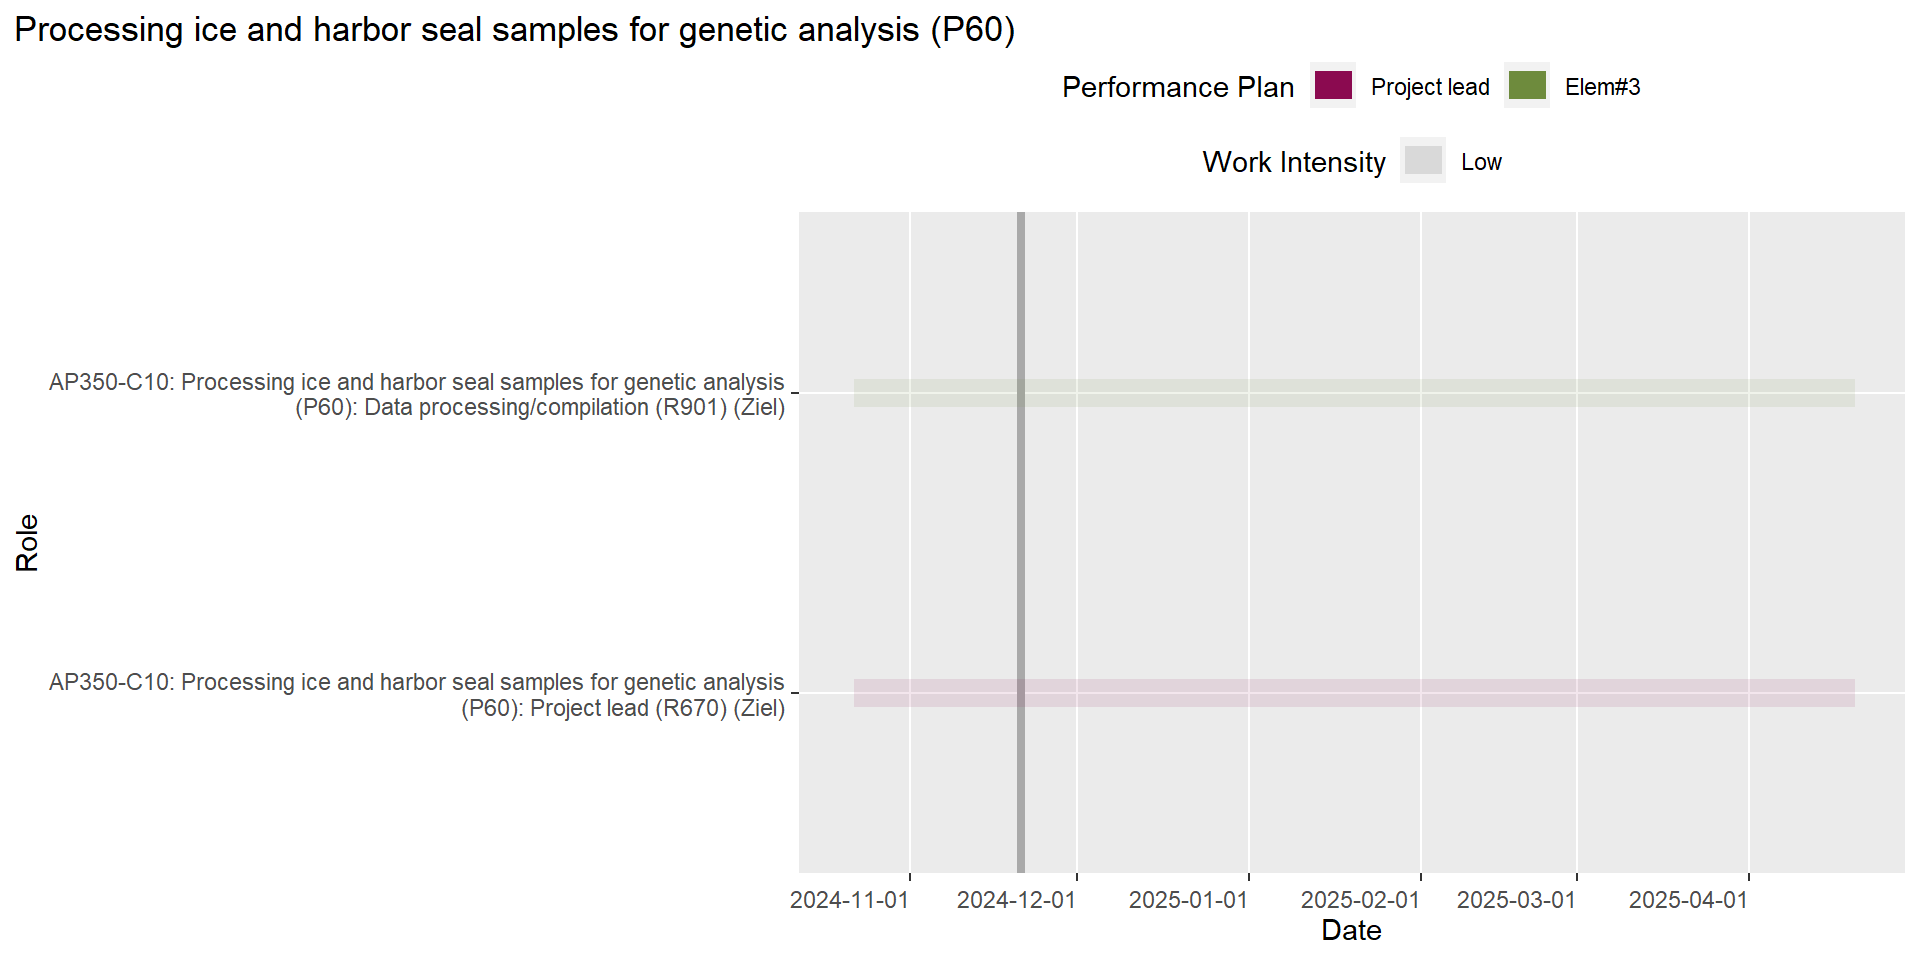 Processing ice and harbor seal samples for genetic analysis (P60)
Performance Plan Project lead Elem#3
Work Intensity Low
AP350-C10: Processing ice and harbor seal samples for genetic analysis
(P60): Data processing/compilation (R901) (Ziel)
Role
AP350-C10: Processing ice and harbor seal samples for genetic analysis
(P60): Project lead (R670) (Ziel)
2024-11-01 2024-12-01 2025-01-01 2025-02-01 2025-03-01 2025-04-01
Date